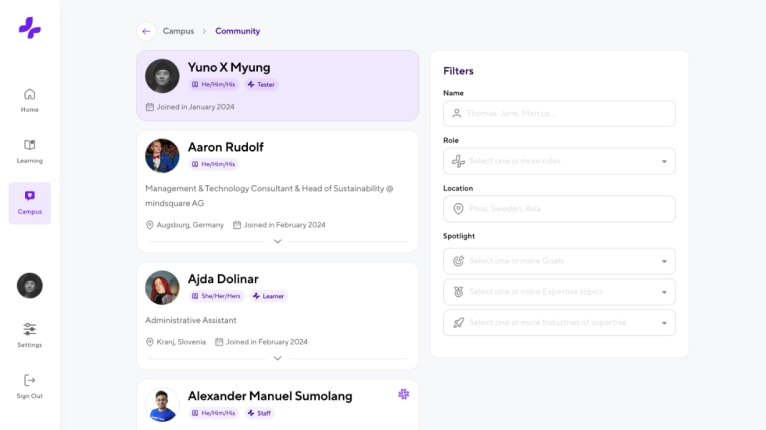 Campus > Community
Home
Learning
Campus
Settings
Sign Out
Yuno X Myung
He/Him/His Tester
Joined in January 2024
Aaron Rudolf
He/Him/His
Management & Technology Consultant & Head of Sustainability @
mindsquare AG
Augsburg, Germany Joined in February 2024
Ajda Dolinar
She/Her/Hers Learner
Administrative Assistant
Kranj, Slovenia Joined in February 2024
Alexander Manuel Sumolang
He/Him/His Staff
Filters
Name
Thomas, Janie, Marcus...
Role
Select one or more roles
Location
Paris, Sweden, Asia
Spotlight
Select one or more Goals
Select one or more Expertise topics
Select one or more Industries of expertise